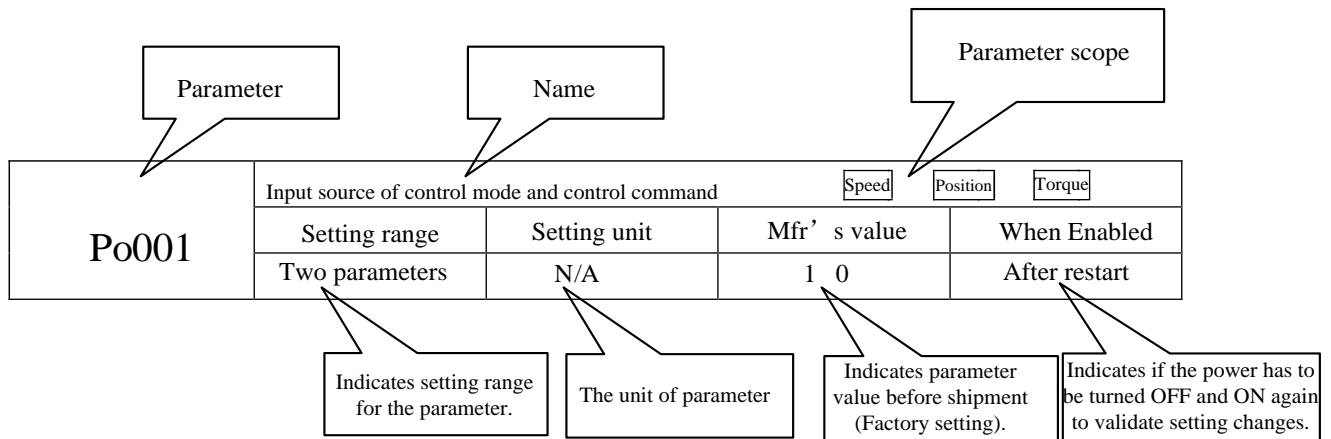 Parameter scope
Parameter
Name
Input source of control mode and control command Speed Position Torque
Po001
Setting range Setting unit Mfr’ s value When Enabled
Two parameters N/A 1 0 After restart
Indicates setting range
for the parameter.
The unit of parameter
Indicates parameter
value before shipment
(Factory setting).
Indicates if the power has to
be turned OFF and ON again
to validate setting changes.